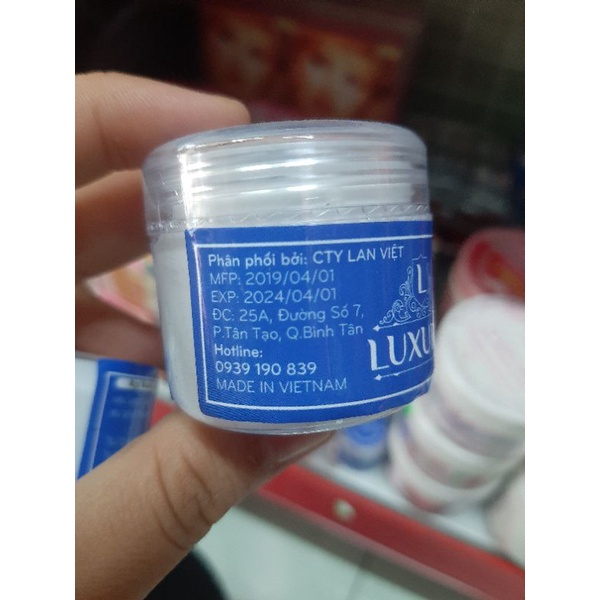 Phân phối bởi: CTY LAN VIỆT
MFP: 2019/04/01
EXP: 2024/04/01
ĐC: 25A, Đường Số 7,
P.Tân Tạo, Q.Bình Tân
Hotline:
0939 190 839
MADE IN VIETNAM
L